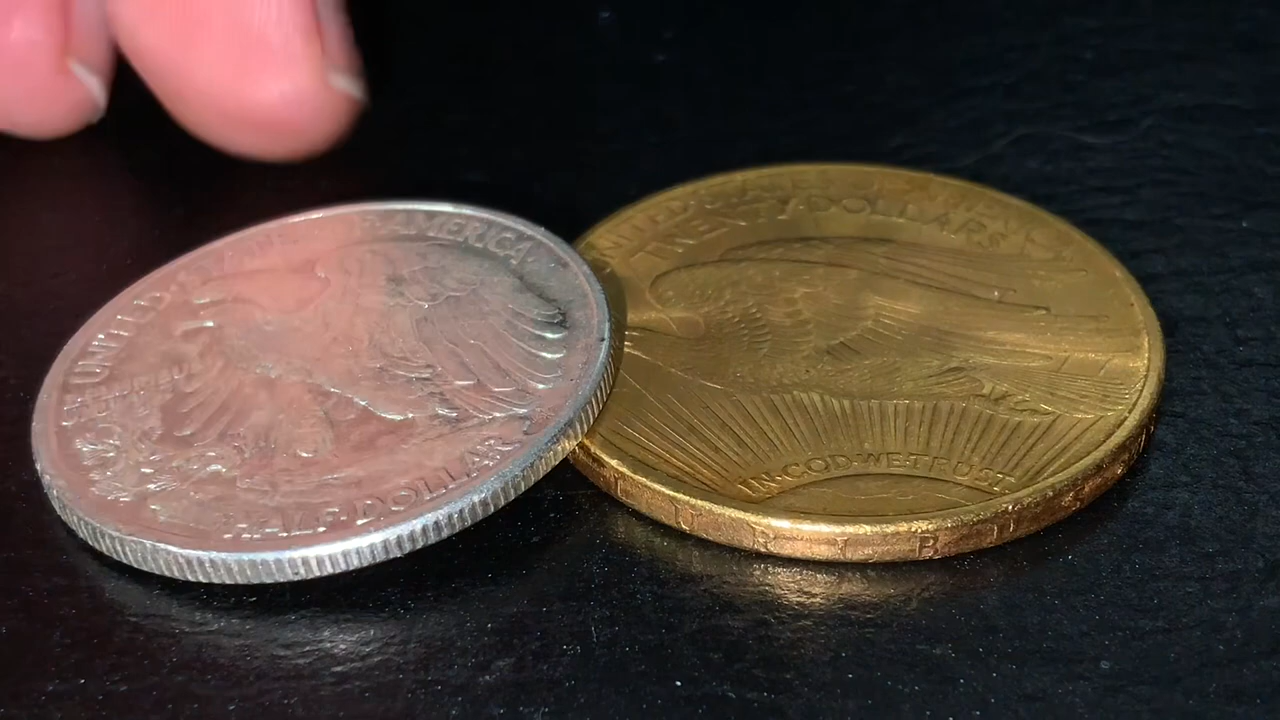 UNITED STATES
AMERICA
HALF DOLLAR
UNITED
TWENTY DOLLARS
IN·GOD·WE·TRUST
U R I B U